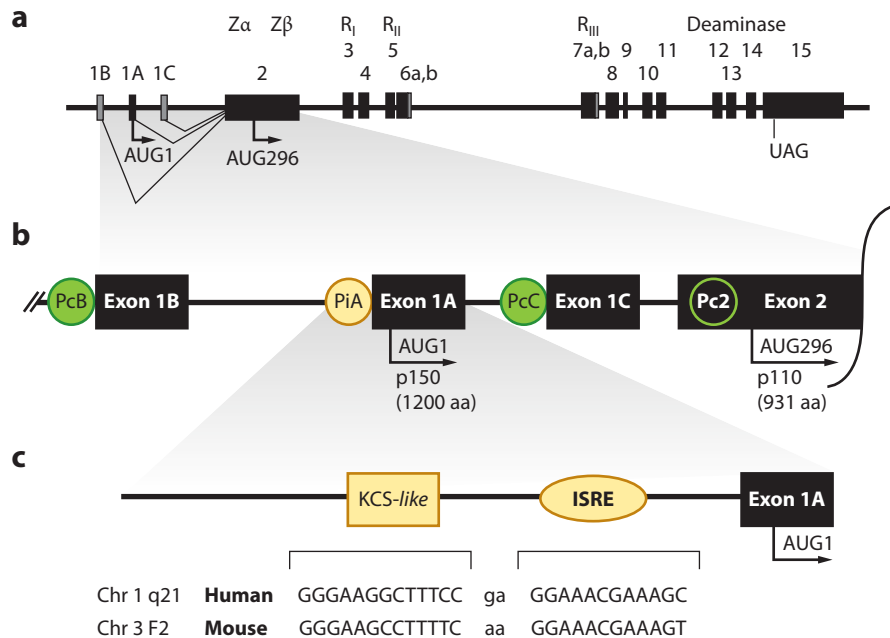 a
Zα Zβ R_I R_II R_III Deaminase
3 5 7a,b 9 11 12 14 15
1B 1A 1C 2 4 6a,b 8 10 13
AUG1 AUG296 UAG
b
PcB Exon 1B PiA Exon 1A PcC Exon 1C Pc2 Exon 2
AUG1 AUG296
p150 p110
(1200 aa) (931 aa)
c
KCS-like ISRE Exon 1A
AUG1
Chr 1 q21 Human GGGAAGGCTTTCC ga GGAAACGAAAGC
Chr 3 F2 Mouse GGGAAGCCTTTTC aa GGAAACGAAAGT